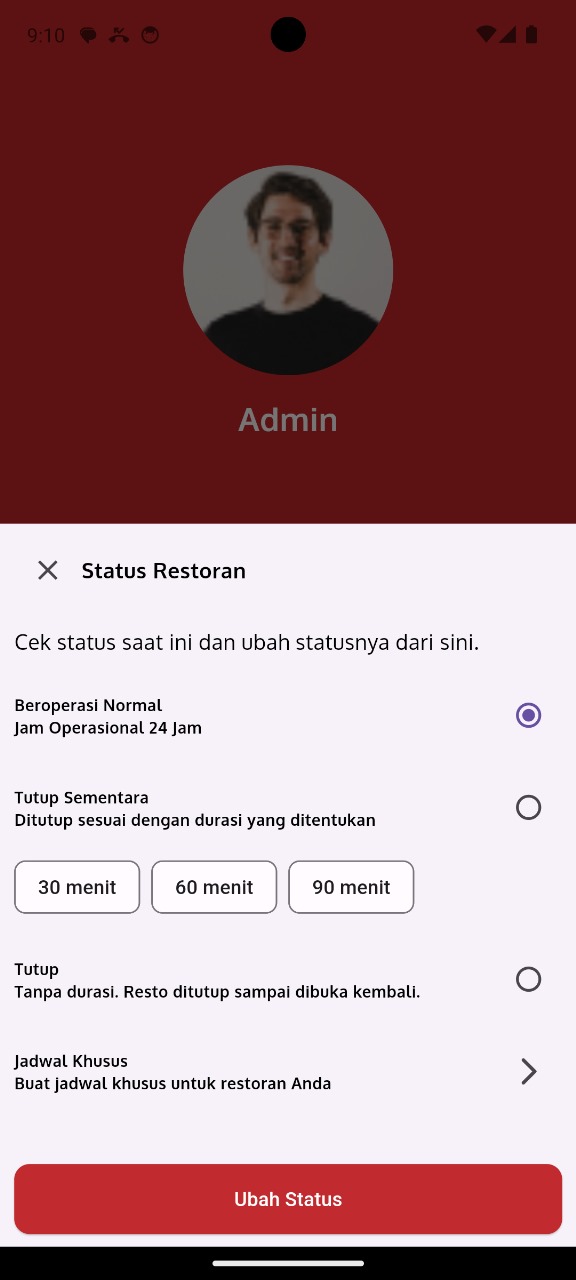 9:10
Admin
Status Restoran
Cek status saat ini dan ubah statusnya dari sini.
Beroperasi Normal
Jam Operasional 24 Jam
Tutup Sementara
Ditutup sesuai dengan durasi yang ditentukan
30 menit 60 menit 90 menit
Tutup
Tanpa durasi. Resto ditutup sampai dibuka kembali.
Jadwal Khusus
Buat jadwal khusus untuk restoran Anda
Ubah Status